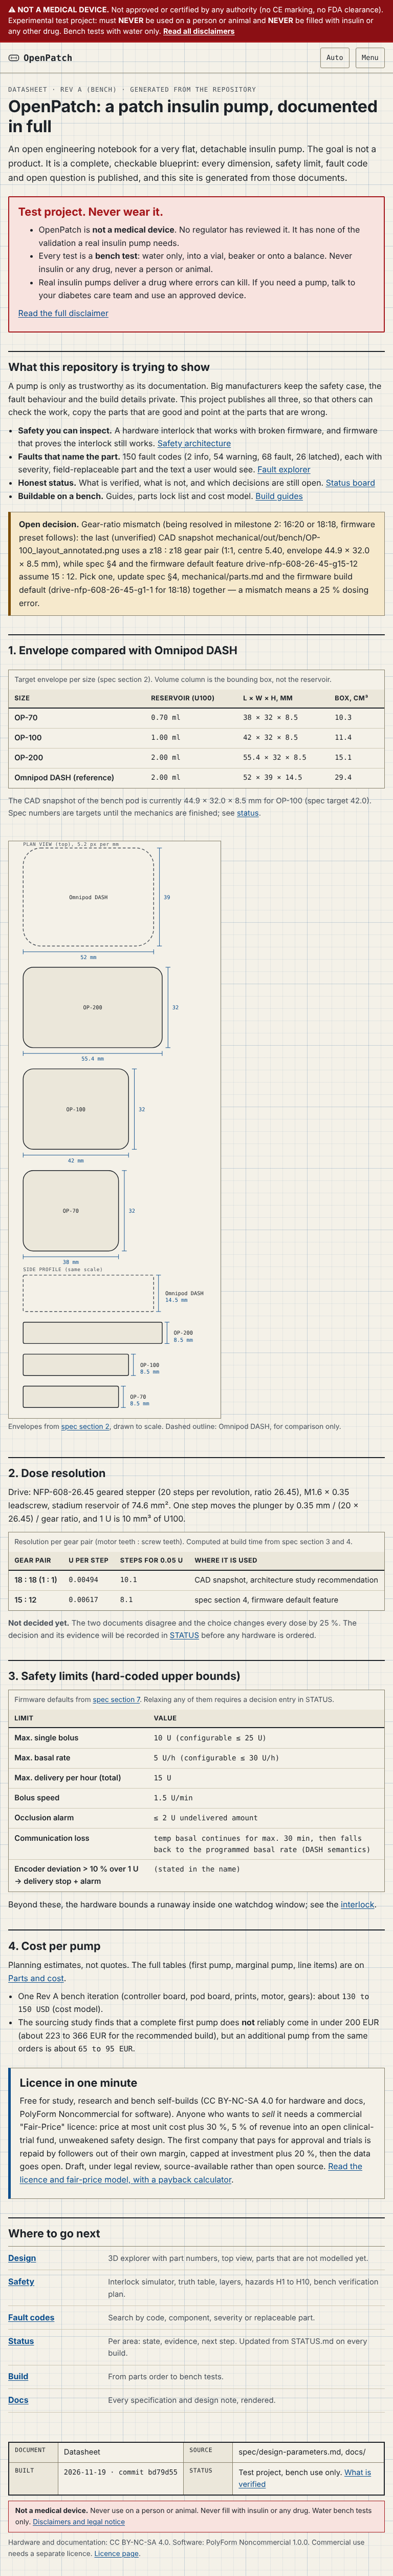 ⚠ NOT A MEDICAL DEVICE. Not approved or certified by any authority (no CE marking, no FDA clearance).
Experimental test project: must NEVER be used on a person or animal and NEVER be filled with insulin or
any other drug. Bench tests with water only. Read all disclaimers
OpenPatch
Auto
Menu
DATASHEET · REV A (BENCH) · GENERATED FROM THE REPOSITORY
OpenPatch: a patch insulin pump, documented
in full
An open engineering notebook for a very flat, detachable insulin pump. The goal is not a
product. It is a complete, checkable blueprint: every dimension, safety limit, fault code
and open question is published, and this site is generated from those documents.
Test project. Never wear it.
• OpenPatch is not a medical device. No regulator has reviewed it. It has none of the
validation a real insulin pump needs.
• Every test is a bench test: water only, into a vial, beaker or onto a balance. Never
insulin or any drug, never a person or animal.
• Real insulin pumps deliver a drug where errors can kill. If you need a pump, talk to
your diabetes care team and use an approved device.
Read the full disclaimer
What this repository is trying to show
A pump is only as trustworthy as its documentation. Big manufacturers keep the safety case, the
fault behaviour and the build details private. This project publishes all three, so that others can
check the work, copy the parts that are good and point at the parts that are wrong.
• Safety you can inspect. A hardware interlock that works with broken firmware, and firmware
that proves the interlock still works. Safety architecture
• Faults that name the part. 150 fault codes (2 info, 54 warning, 68 fault, 26 latched), each with
severity, field-replaceable part and the text a user would see. Fault explorer
• Honest status. What is verified, what is not, and which decisions are still open. Status board
• Buildable on a bench. Guides, parts lock list and cost model. Build guides
Open decision. Gear-ratio mismatch (being resolved in milestone 2: 16:20 or 18:18, firmware
preset follows): the last (unverified) CAD snapshot mechanical/out/bench/OP-
100_layout_annotated.png uses a z18 : z18 gear pair (1:1, centre 5.40, envelope 44.9 × 32.0
× 8.5 mm), while spec §4 and the firmware default feature drive-nfp-608-26-45-g15-12
assume 15 : 12. Pick one, update spec §4, mechanical/parts.md and the firmware build
default (drive-nfp-608-26-45-g1-1 for 18:18) together — a mismatch means a 25 % dosing
error.
1. Envelope compared with Omnipod DASH
Target envelope per size (spec section 2). Volume column is the bounding box, not the reservoir.
SIZE RESERVOIR (U100) L × W × H, MM BOX, CM³
OP-70 0.70 ml 38 × 32 × 8.5 10.3
OP-100 1.00 ml 42 × 32 × 8.5 11.4
OP-200 2.00 ml 55.4 × 32 × 8.5 15.1
Omnipod DASH (reference) 2.00 ml 52 × 39 × 14.5 29.4
The CAD snapshot of the bench pod is currently 44.9 × 32.0 × 8.5 mm for OP-100 (spec target 42.0).
Spec numbers are targets until the mechanics are finished; see status.
PLAN VIEW (top), 5.2 px per mm
Omnipod DASH
39
52 mm
OP-200
32
55.4 mm
OP-100
32
42 mm
OP-70
32
38 mm
SIDE PROFILE (same scale)
Omnipod DASH
14.5 mm
OP-200
8.5 mm
OP-100
8.5 mm
OP-70
8.5 mm
Envelopes from spec section 2, drawn to scale. Dashed outline: Omnipod DASH, for comparison only.
2. Dose resolution
Drive: NFP-608-26.45 geared stepper (20 steps per revolution, ratio 26.45), M1.6 × 0.35
leadscrew, stadium reservoir of 74.6 mm². One step moves the plunger by 0.35 mm / (20 ×
26.45) / gear ratio, and 1 U is 10 mm³ of U100.
Resolution per gear pair (motor teeth : screw teeth). Computed at build time from spec section 3 and 4.
GEAR PAIR U PER STEP STEPS FOR 0.05 U WHERE IT IS USED
18 : 18 (1 : 1) 0.00494 10.1 CAD snapshot, architecture study recommendation
15 : 12 0.00617 8.1 spec section 4, firmware default feature
Not decided yet. The two documents disagree and the choice changes every dose by 25 %. The
decision and its evidence will be recorded in STATUS before any hardware is ordered.
3. Safety limits (hard-coded upper bounds)
Firmware defaults from spec section 7. Relaxing any of them requires a decision entry in STATUS.
LIMIT VALUE
Max. single bolus 10 U (configurable ≤ 25 U)
Max. basal rate 5 U/h (configurable ≤ 30 U/h)
Max. delivery per hour (total) 15 U
Bolus speed 1.5 U/min
Occlusion alarm ≤ 2 U undelivered amount
Communication loss temp basal continues for max. 30 min, then falls
back to the programmed basal rate (DASH semantics)
Encoder deviation > 10 % over 1 U (stated in the name)
→ delivery stop + alarm
Beyond these, the hardware bounds a runaway inside one watchdog window; see the interlock.
4. Cost per pump
Planning estimates, not quotes. The full tables (first pump, marginal pump, line items) are on
Parts and cost.
• One Rev A bench iteration (controller board, pod board, prints, motor, gears): about 130 to
150 USD (cost model).
• The sourcing study finds that a complete first pump does not reliably come in under 200 EUR
(about 223 to 366 EUR for the recommended build), but an additional pump from the same
orders is about 65 to 95 EUR.
Licence in one minute
Free for study, research and bench self-builds (CC BY-NC-SA 4.0 for hardware and docs,
PolyForm Noncommercial for software). Anyone who wants to sell it needs a commercial
"Fair-Price" licence: price at most unit cost plus 30 %, 5 % of revenue into an open clinical-
trial fund, unweakened safety design. The first company that pays for approval and trials is
repaid by followers out of their own margin, capped at investment plus 20 %, then the data
goes open. Draft, under legal review, source-available rather than open source. Read the
licence and fair-price model, with a payback calculator.
Where to go next
Design 3D explorer with part numbers, top view, parts that are not modelled yet.
Safety Interlock simulator, truth table, layers, hazards H1 to H10, bench verification
plan.
Fault codes Search by code, component, severity or replaceable part.
Status Per area: state, evidence, next step. Updated from STATUS.md on every
build.
Build From parts order to bench tests.
Docs Every specification and design note, rendered.
DOCUMENT Datasheet SOURCE spec/design-parameters.md, docs/
BUILT 2026-11-19 · commit bd79d55 STATUS Test project, bench use only. What is
verified
Not a medical device. Never use on a person or animal. Never fill with insulin or any drug. Water bench tests
only. Disclaimers and legal notice
Hardware and documentation: CC BY-NC-SA 4.0. Software: PolyForm Noncommercial 1.0.0. Commercial use
needs a separate licence. Licence page.